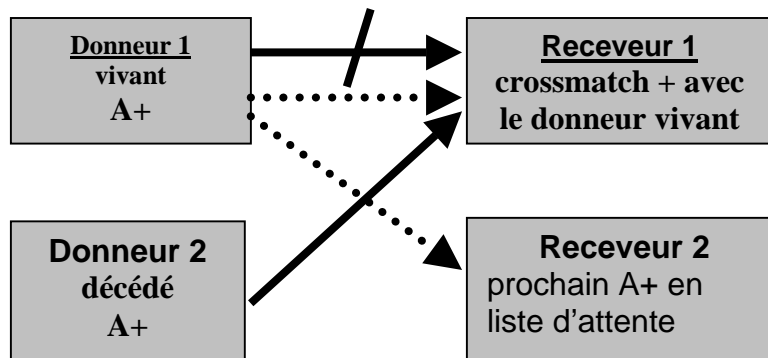 Donneur 1
vivant
A+
Receveur 1
crossmatch + avec
le donneur vivant
Donneur 2
décédé
A+
Receveur 2
prochain A+ en
liste d'attente